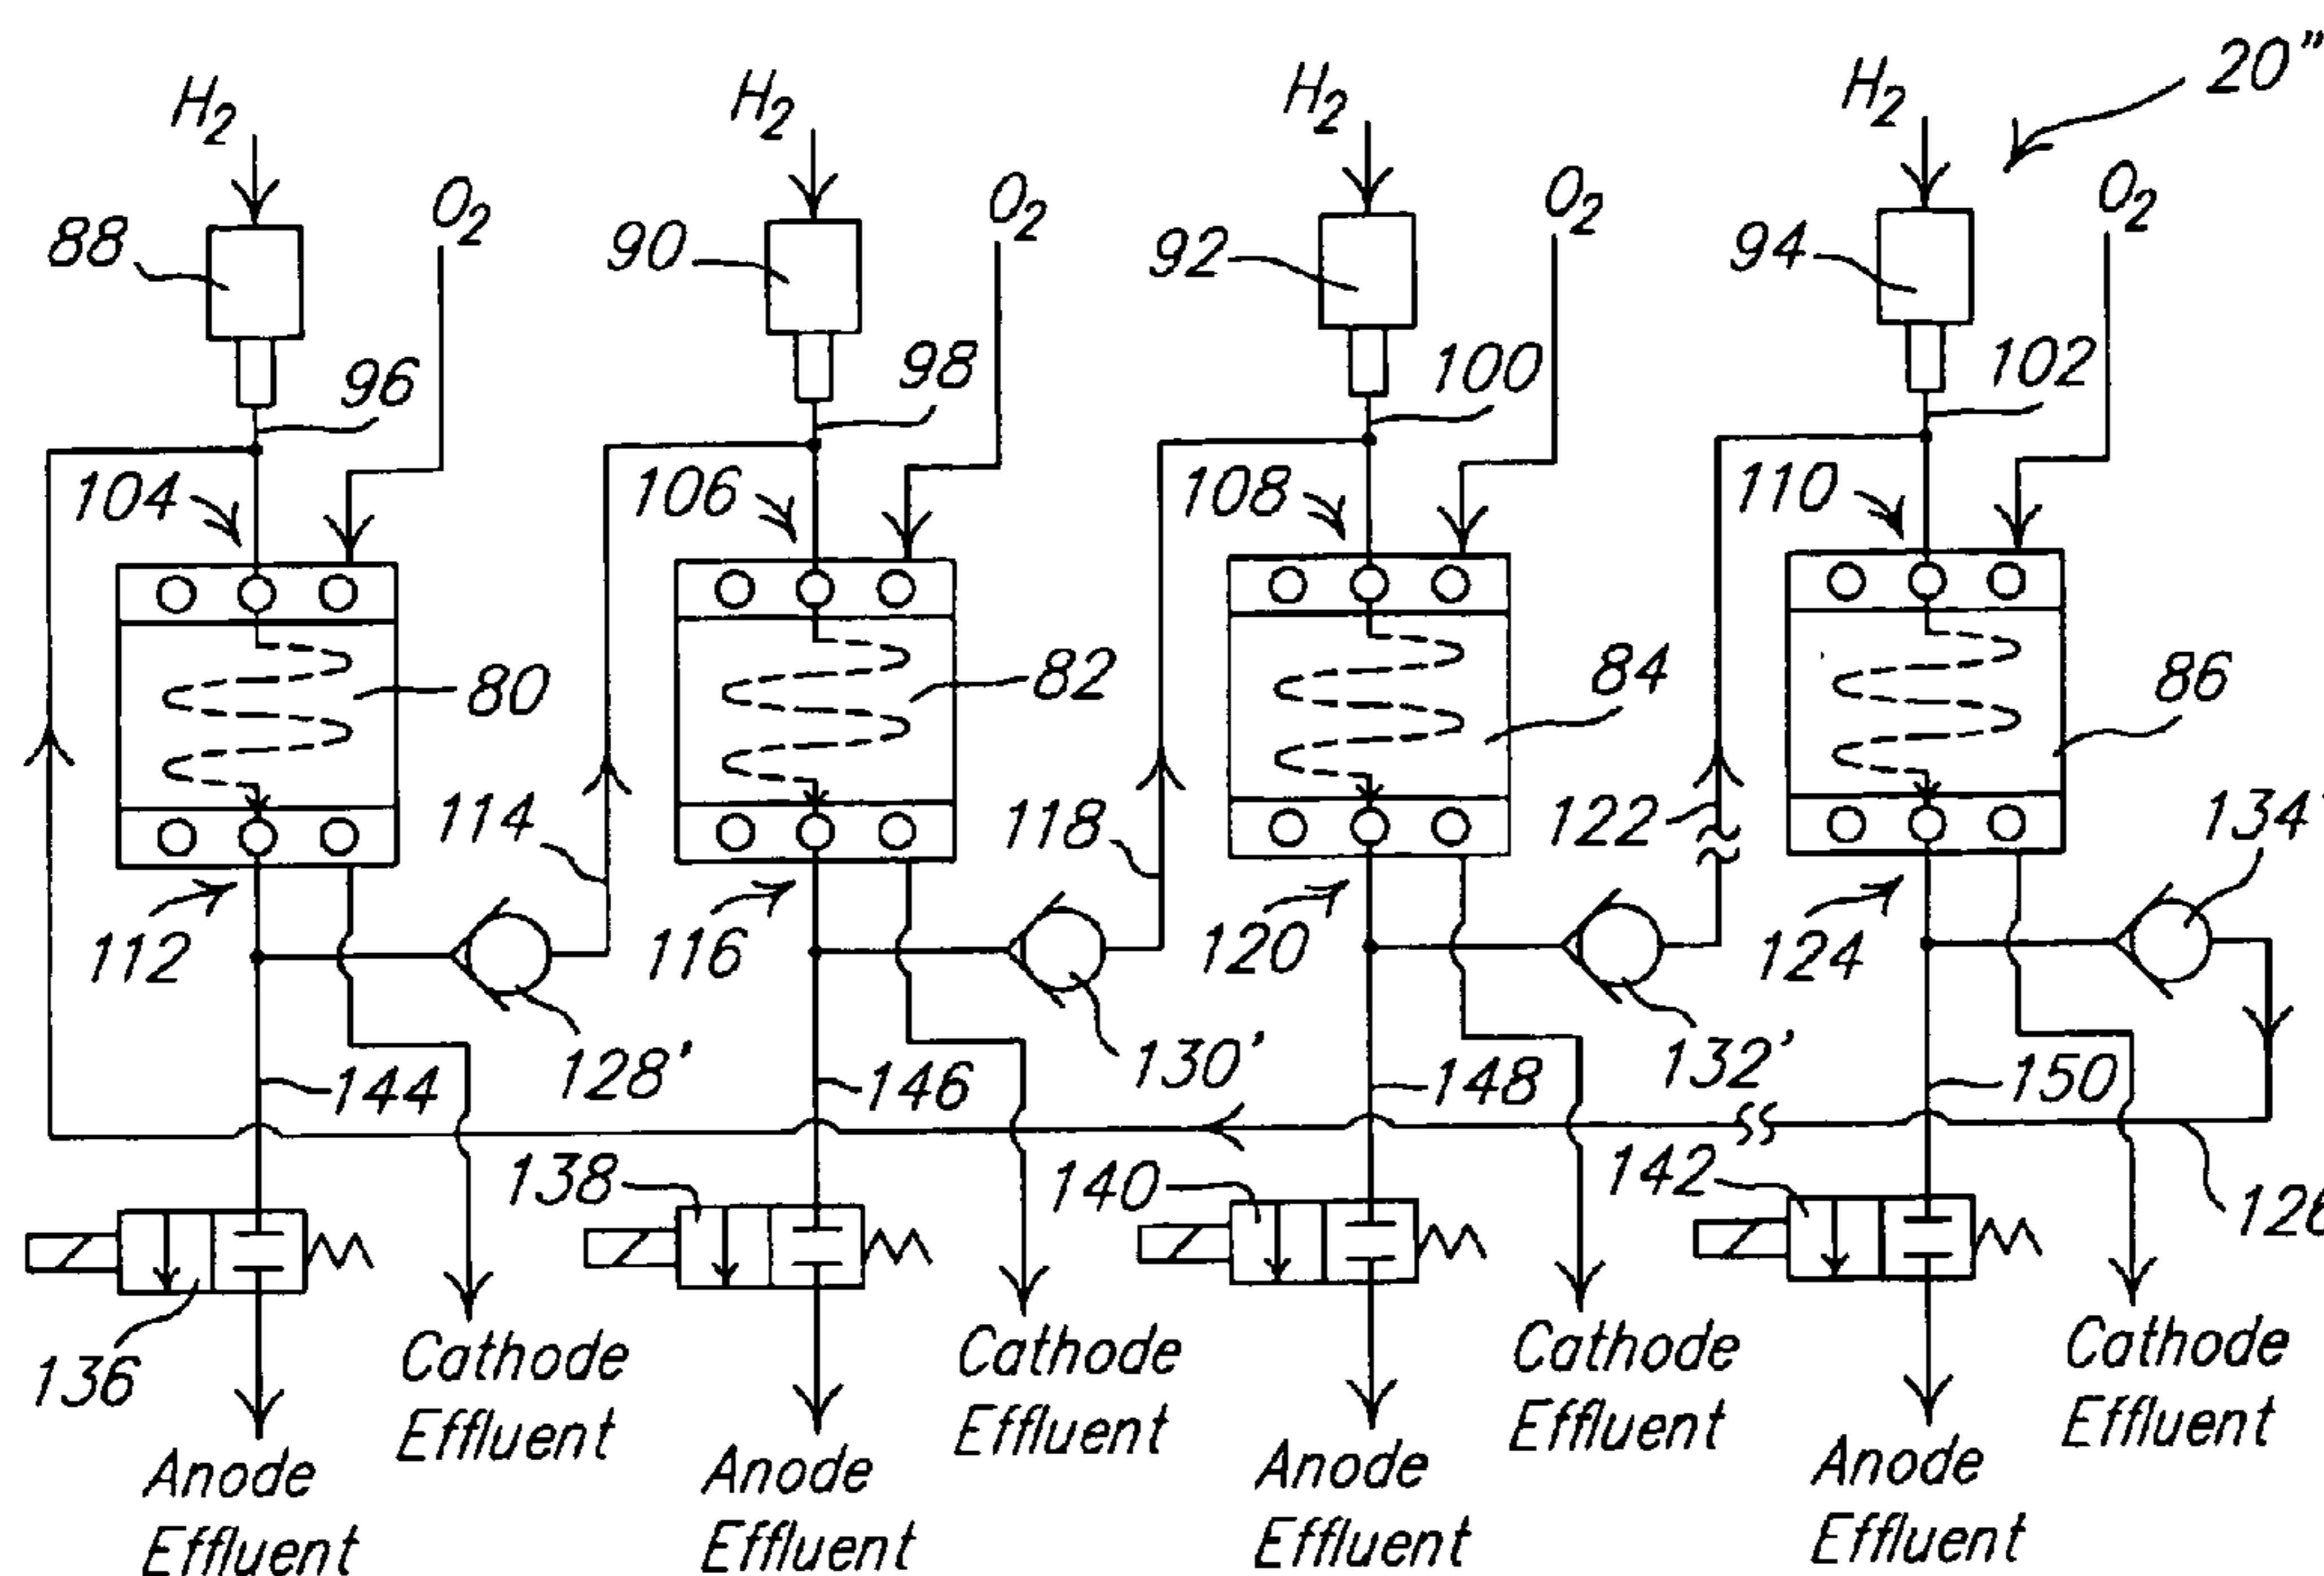 20"
H2
H2
H2
H2
O2
O2
O2
O2
88
90
92
94
96
98
100
102
104
106
108
110
80
82
84
86
114
118
122
134'
112
116
120
124
128'
130'
132'
144
146
148
150
138
140
142
126
136
Cathode
Effluent
Cathode
Effluent
Cathode
Effluent
Cathode
Effluent
Anode
Effluent
Anode
Effluent
Anode
Effluent
Anode
Effluent